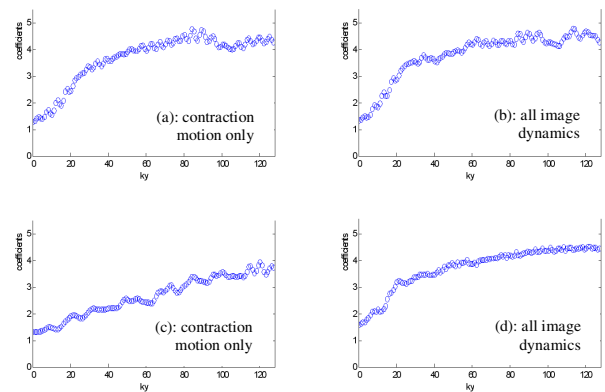 coefficients
5
4
3
2
1
0
0 20 40 60 80 100 120
ky
(a): contraction
motion only
coefficients
5
4
3
2
1
0
0 20 40 60 80 100 120
ky
(b): all image
dynamics
coefficients
5
4
3
2
1
0
0 20 40 60 80 100 120
ky
(c): contraction
motion only
coefficients
5
4
3
2
1
0
0 20 40 60 80 100 120
ky
(d): all image
dynamics